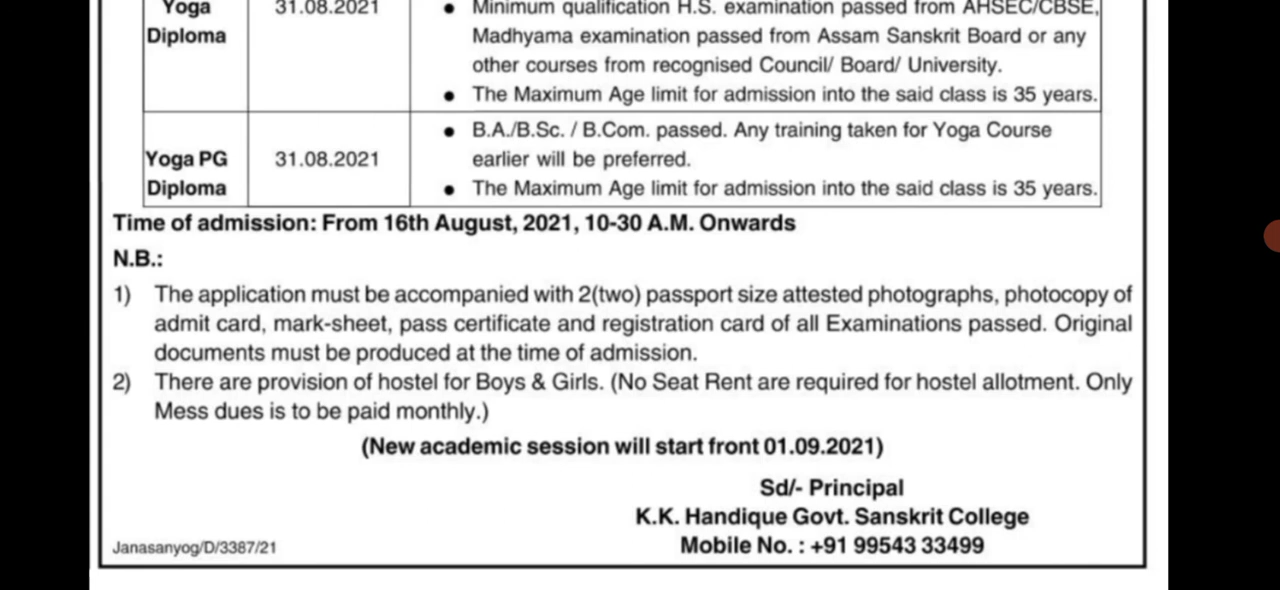 Yoga 31.08.2021 • Minimum qualification H.S. examination passed from AHSEC/CBSE,
Diploma Madhyama examination passed from Assam Sanskrit Board or any
other courses from recognised Council/ Board/ University.
• The Maximum Age limit for admission into the said class is 35 years.
• B.A./B.Sc. / B.Com. passed. Any training taken for Yoga Course
Yoga PG 31.08.2021 earlier will be preferred.
Diploma • The Maximum Age limit for admission into the said class is 35 years.
Time of admission: From 16th August, 2021, 10-30 A.M. Onwards
N.B.:
1) The application must be accompanied with 2(two) passport size attested photographs, photocopy of
admit card, mark-sheet, pass certificate and registration card of all Examinations passed. Original
documents must be produced at the time of admission.
2) There are provision of hostel for Boys & Girls. (No Seat Rent are required for hostel allotment. Only
Mess dues is to be paid monthly.)
(New academic session will start front 01.09.2021)
Sd/- Principal
K.K. Handique Govt. Sanskrit College
Janasanyog/D/3387/21 Mobile No. : +91 99543 33499